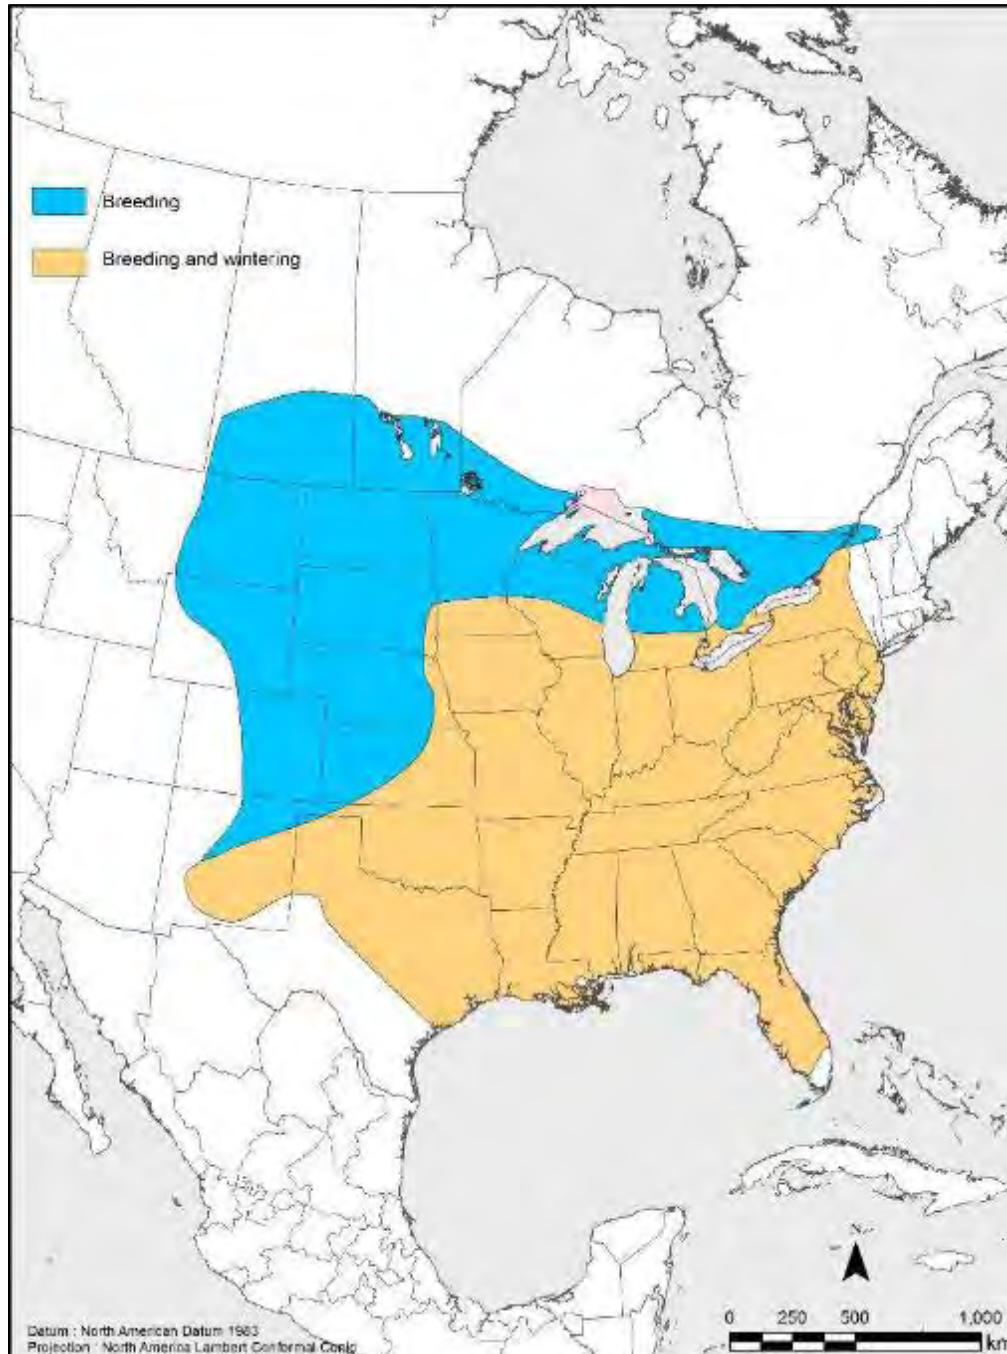 Breeding
Breeding and wintering
N
0 250 500 1,000
km
Datum : North American Datum 1983
Projection : North America Lambert Conformal Conic